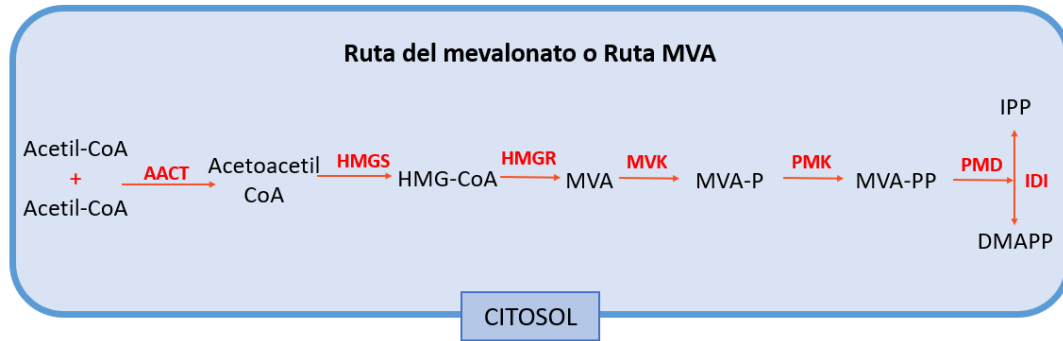 Ruta del mevalonato o Ruta MVA
Acetil-CoA
+
Acetil-CoA
AACT
Acetoacetil
CoA
HMGS
HMG-CoA
HMGR
MVA
MVK
MVA-P
PMK
MVA-PP
PMD
IPP
IDI
DMAPP
CITOSOL